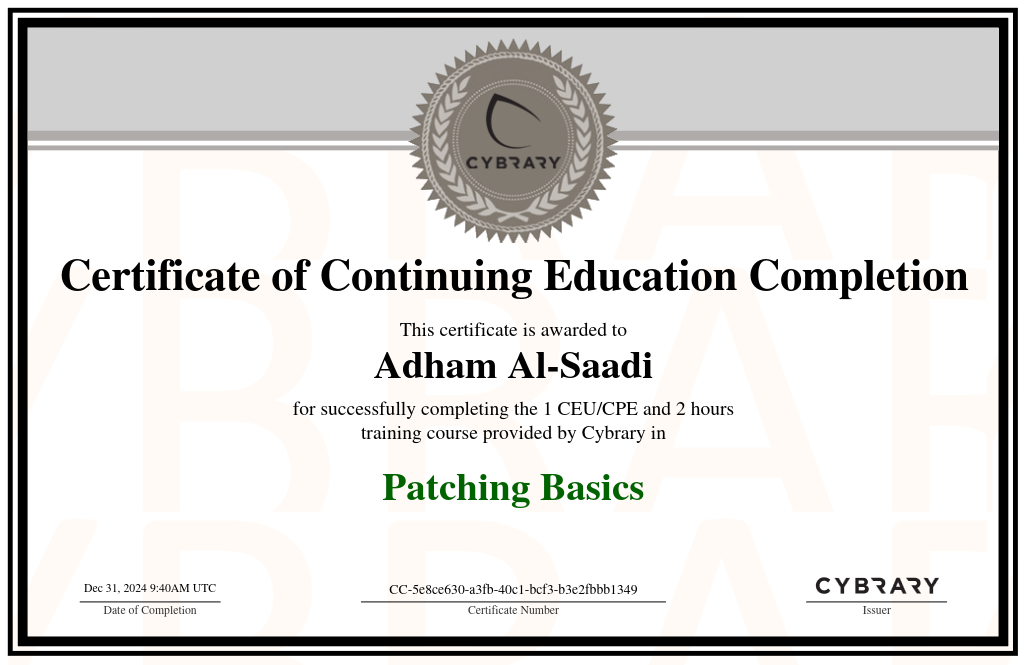 CYBRARY
Certificate of Continuing Education Completion
This certificate is awarded to
Adham Al-Saadi
for successfully completing the 1 CEU/CPE and 2 hours
training course provided by Cybrary in
Patching Basics
Dec 31, 2024 9:40AM UTC
Date of Completion
CC-5e8ce630-a3fb-40c1-bcf3-b3e2fbbb1349
Certificate Number
CYBRARY
Issuer